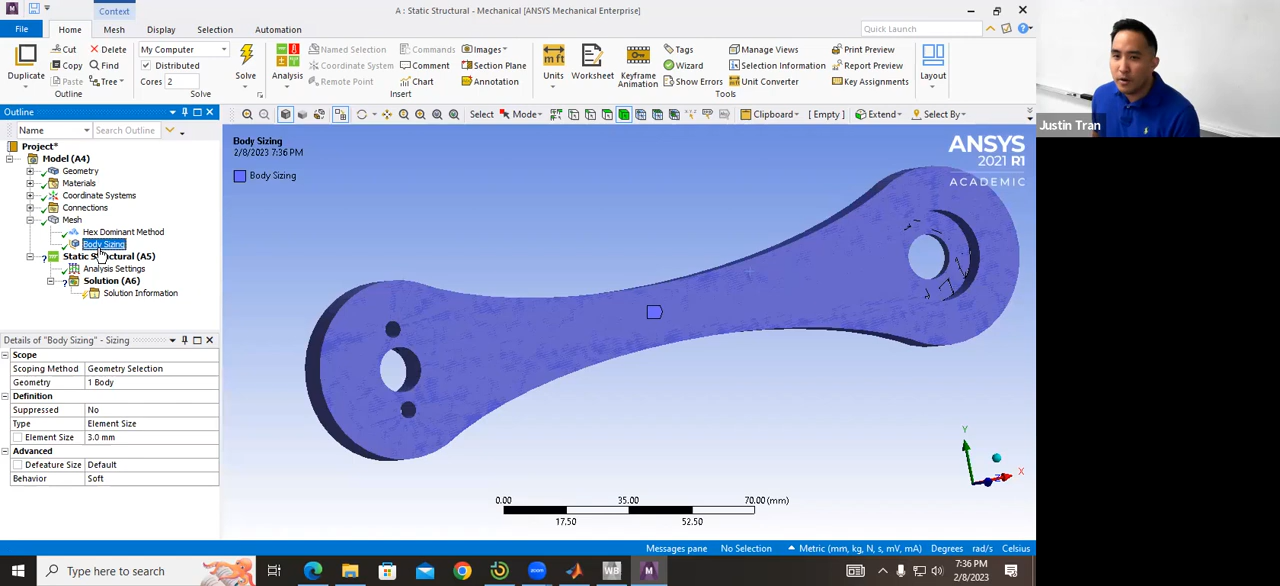 Context
A : Static Structural - Mechanical [ANSYS Mechanical Enterprise]
File Home Mesh Display Selection Automation
Quick Launch
Duplicate
Cut Delete
Copy Find
Paste Tree
Outline
My Computer
Distributed
Cores 2
Solve
Solve
Analysis
Named Selection Commands Images
Coordinate System Comment Section Plane
Remote Point Chart Annotation
Insert
Units
Worksheet
Keyframe Animation
Tags
Wizard
Show Errors
Manage Views Print Preview
Selection Information Report Preview
Unit Converter Key Assignments
Tools
Layout
Justin Tran
Outline
Name Search Outline
Select Mode Clipboard [ Empty ] Extend Select By
Project*
Model (A4)
Geometry
Materials
Coordinate Systems
Connections
Mesh
Hex Dominant Method
Body Sizing
Static Structural (A5)
Analysis Settings
Solution (A6)
Solution Information
Body Sizing
2/8/2023 7:36 PM
Body Sizing
ANSYS
2021 R1
ACADEMIC
Details of "Body Sizing" - Sizing
Scope
Scoping Method Geometry Selection
Geometry 1 Body
Definition
Suppressed No
Type Element Size
Element Size 3.0 mm
Advanced
Defeature Size Default
Behavior Soft
Y
X
Z
0.00 35.00 70.00 (mm)
17.50 52.50
Messages pane No Selection Metric (mm, kg, N, s, mV, mA) Degrees rad/s Celsius
Type here to search
zoom
WB
M
7:36 PM
2/8/2023